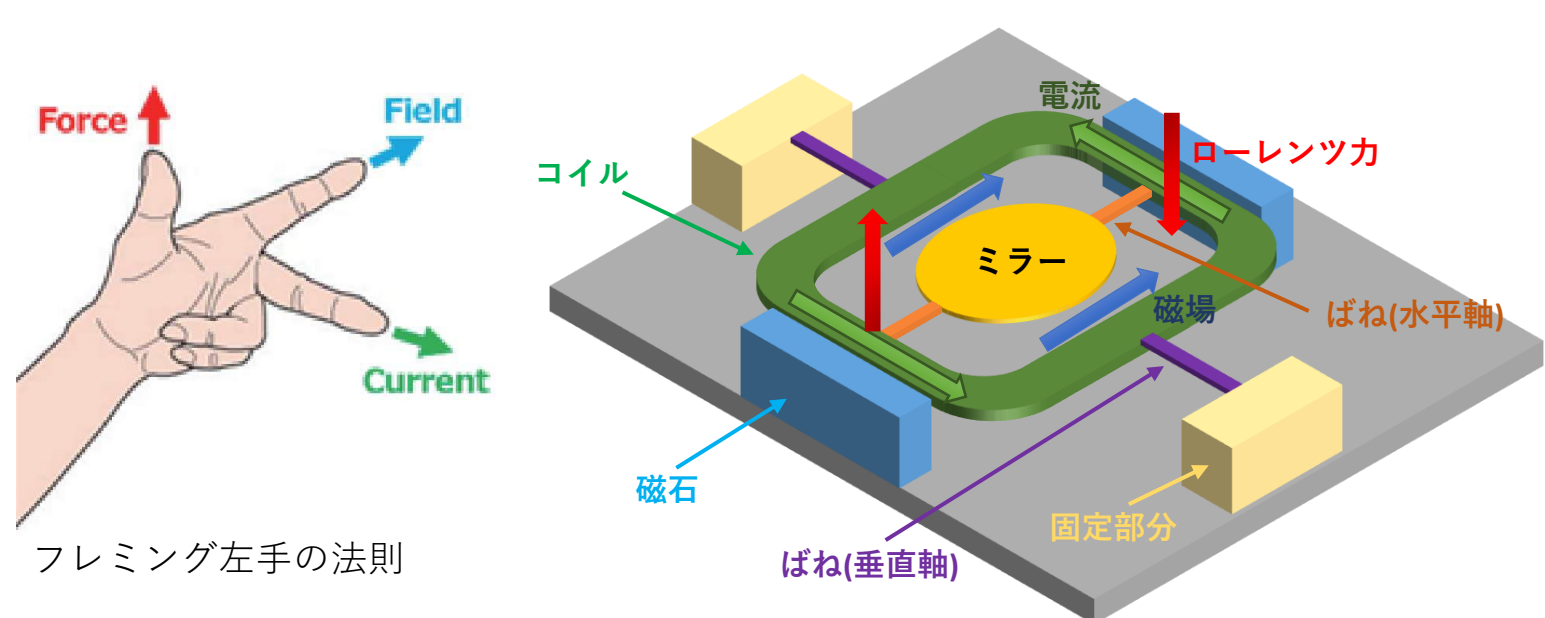 Force
Field
Current
フレミング左手の法則
電流
ローレンツ力
コイル
ミラー
磁場
ばね(水平軸)
磁石
固定部分
ばね(垂直軸)